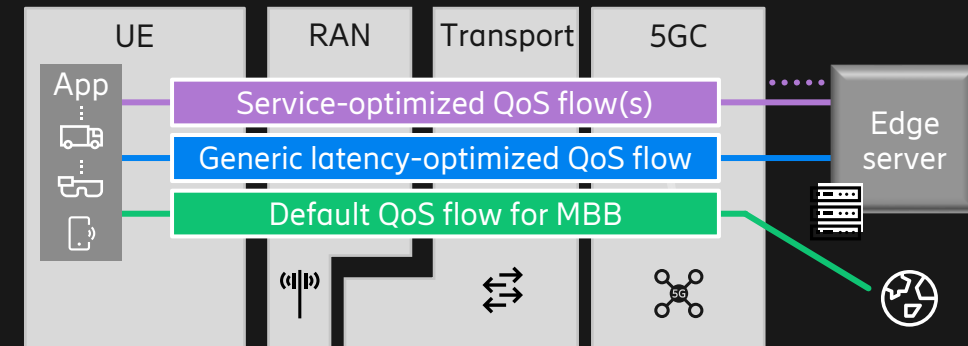 UE
RAN
Transport
5GC
App
Service-optimized QoS flow(s)
Generic latency-optimized QoS flow
Default QoS flow for MBB
Edge
server
5G